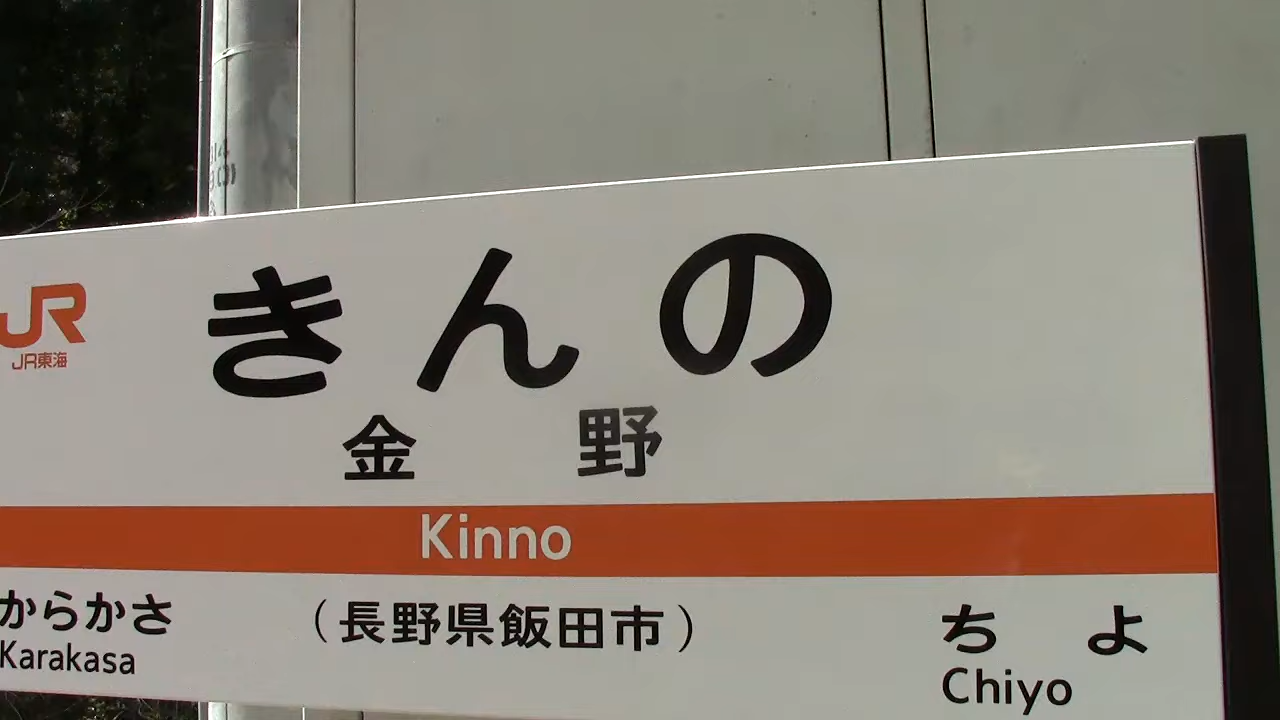 JR
JR東海
きんの
金野
Kinno
からかさ
Karakasa
（長野県飯田市）
ちよ
Chiyo